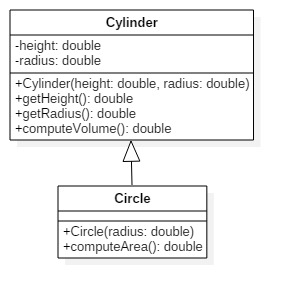 Cylinder
-height: double
-radius: double
+Cylinder(height: double, radius: double)
+getHeight(): double
+getRadius(): double
+computeVolume(): double
Circle
+Circle(radius: double)
+computeArea(): double